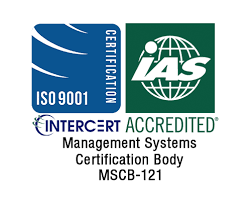 CERTIFICATION
ISO 9001
IAS
INTERCERT ACCREDITED®
Management Systems
Certification Body
MSCB-121